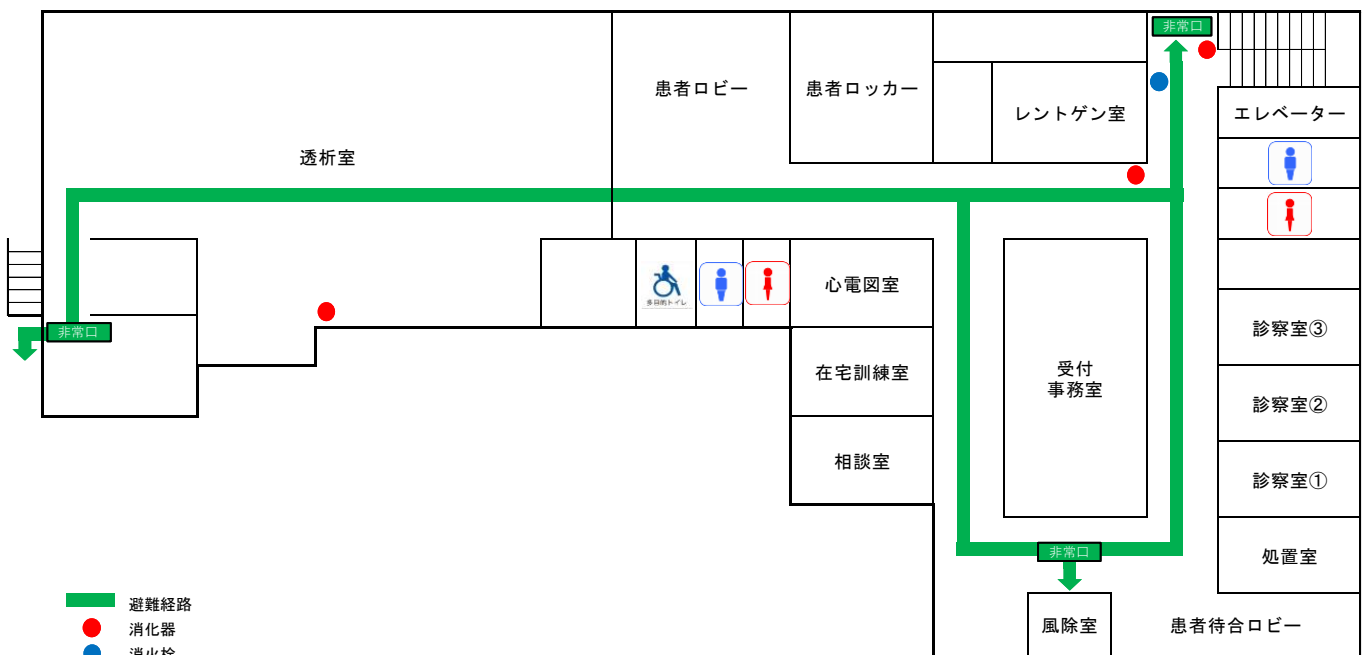 非常口
患者ロビー
患者ロッカー
レントゲン室
エレベーター
透析室
多目的トイレ
心電図室
非常口
診察室③
在宅訓練室
受付
事務室
診察室②
相談室
診察室①
非常口
処置室
避難経路
風除室
患者待合ロビー
消化器
消火栓